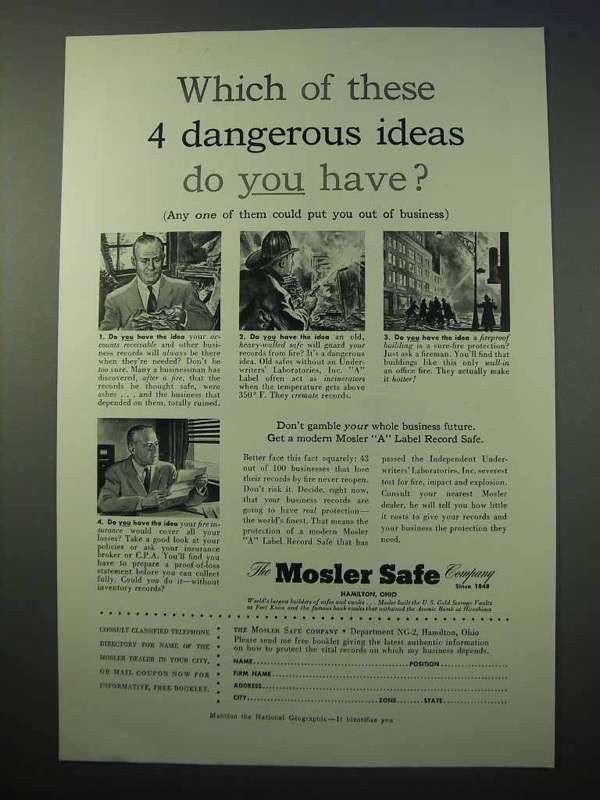 Which of these
4 dangerous ideas
do you have?
(Any one of them could put you out of business)
1. Do you have the idea your ac-
counts receivable and other busi-
ness records will always be there
when they're needed? Don't be
too sure. Many a businessman has
discovered, after a fire, that the
records he thought safe, were
ashes . . . and the business that
depended on them, totally ruined.
2. Do you have the idea an old,
heavy-walled safe will guard your
records from fire? It's a dangerous
idea. Old safes without an Under-
writers' Laboratories, Inc. "A"
Label often act as incinerators
when the temperature gets above
350° F. They cremate records.
3. Do you have the idea a fireproof
building is a sure-fire protection?
Just ask a fireman. You'll find that
buildings like this only wall-in
an office fire. They actually make
it hotter!
4. Do you have the idea your fire in-
surance would cover all your
losses? Take a good look at your
policies or ask your insurance
broker or C.P.A. You'll find you
have to prepare a proof-of-loss
statement before you can collect
fully. Could you do it—without
inventory records?
Don't gamble your whole business future.
Get a modern Mosler "A" Label Record Safe.
Better face this fact squarely: 43
out of 100 businesses that lose
their records by fire never reopen.
Don't risk it. Decide, right now,
that your business records are
going to have real protection—
the world's finest. That means the
protection of a modern Mosler
"A" Label Record Safe that has
passed the Independent Under-
writers' Laboratories, Inc. severest
test for fire, impact and explosion.
Consult your nearest Mosler
dealer, he will tell you how little
it costs to give your records and
your business the protection they
need.
The Mosler Safe Company
Since 1848
HAMILTON, OHIO
World's largest builders of safes and vaults . . . Mosler built the U.S. Gold Storage Vaults
at Fort Knox and the famous bank vaults that withstood the Atomic Bomb at Hiroshima
CONSULT CLASSIFIED TELEPHONE
DIRECTORY FOR NAME OF THE
MOSLER DEALER IN YOUR CITY,
OR MAIL COUPON NOW FOR
INFORMATIVE, FREE BOOKLET.
THE MOSLER SAFE COMPANY • Department NG-2, Hamilton, Ohio
Please send me free booklet giving the latest authentic information
on how to protect the vital records on which my business depends.
NAME POSITION
FIRM NAME
ADDRESS
CITY ZONE STATE
Mention the National Geographic—It identifies you